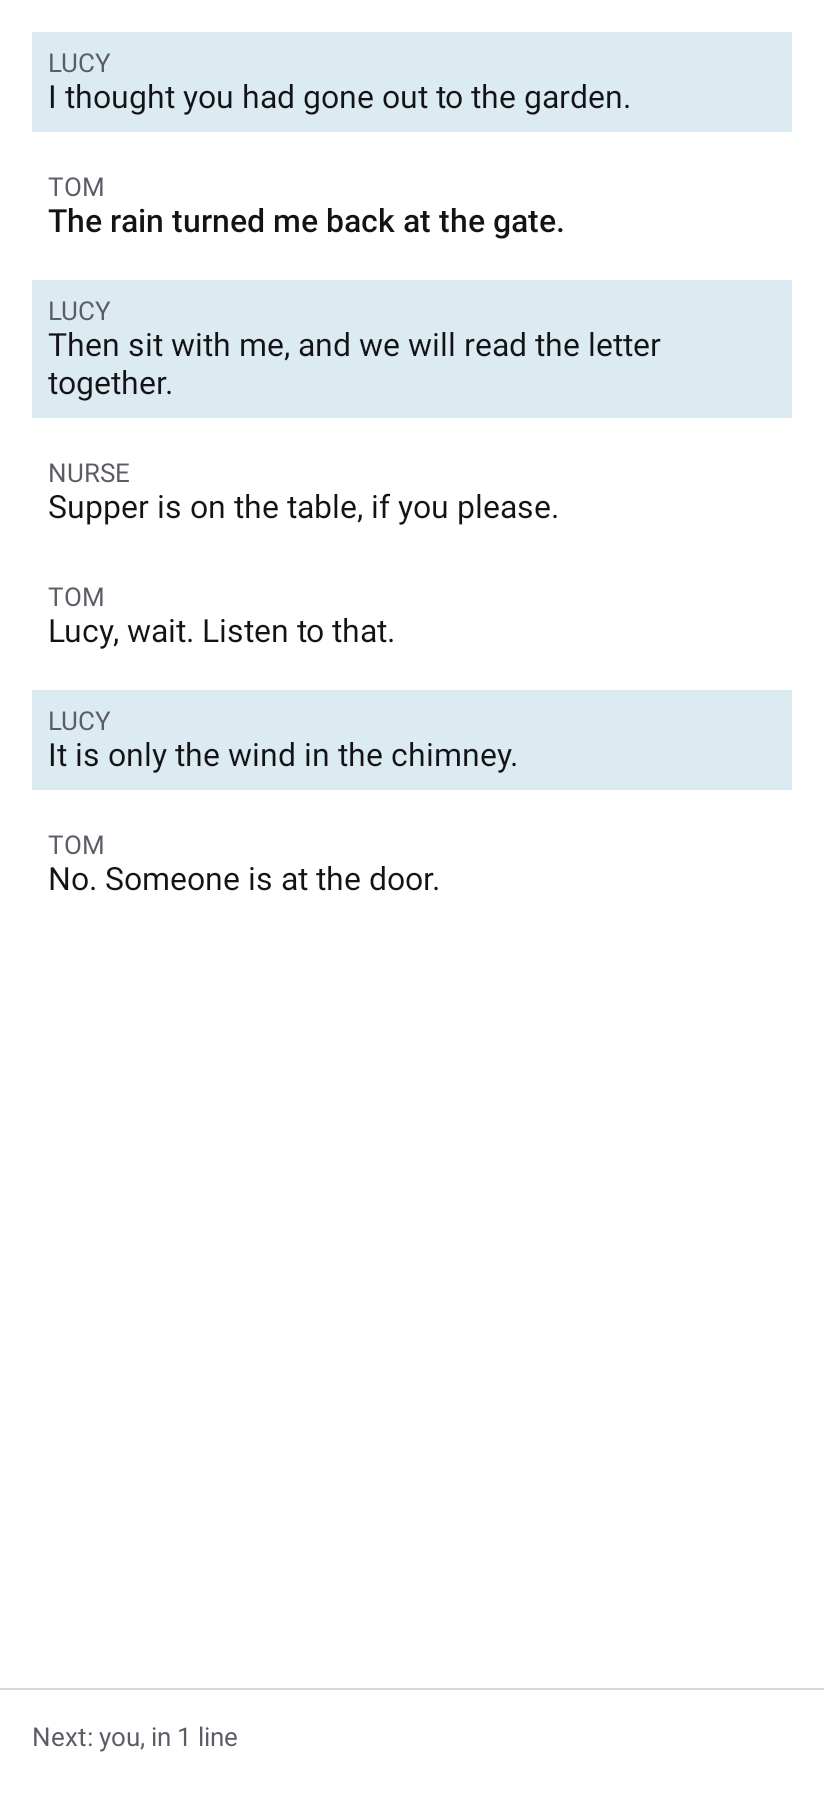 LUCY
I thought you had gone out to the garden.
TOM
The rain turned me back at the gate.
LUCY
Then sit with me, and we will read the letter
together.
NURSE
Supper is on the table, if you please.
TOM
Lucy, wait. Listen to that.
LUCY
It is only the wind in the chimney.
TOM
No. Someone is at the door.
Next: you, in 1 line